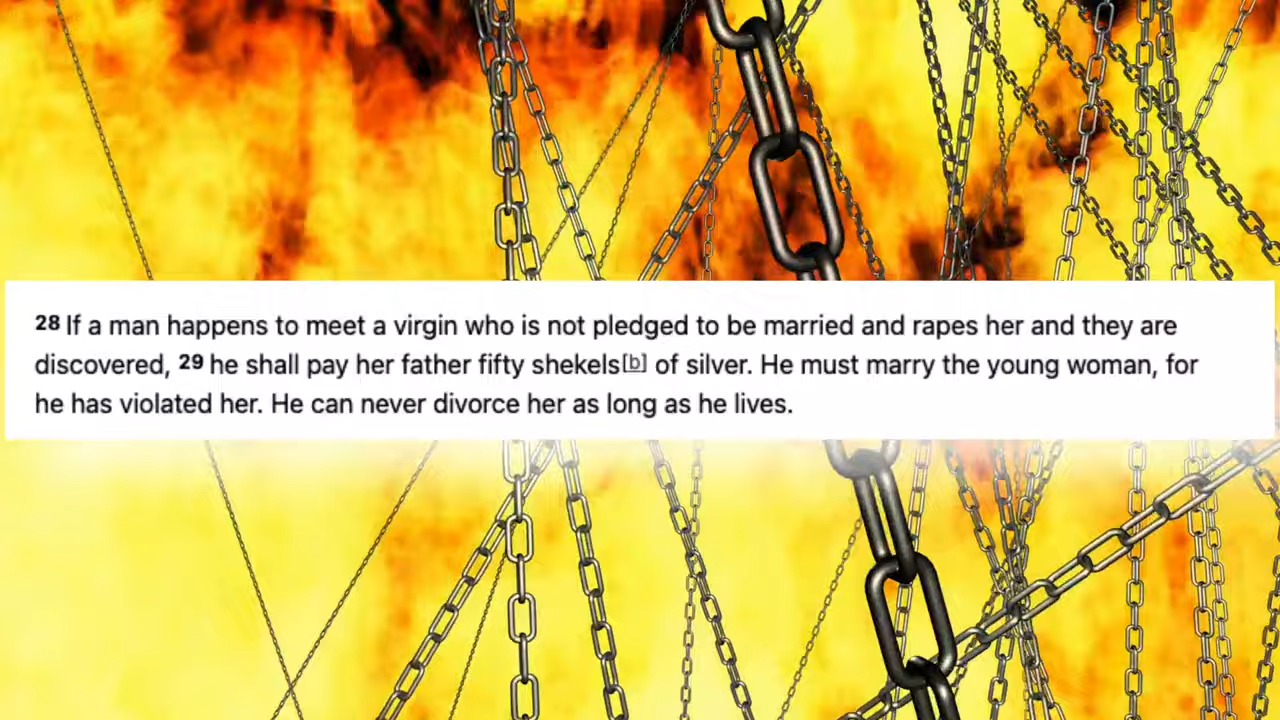 28 If a man happens to meet a virgin who is not pledged to be married and rapes her and they are
discovered, 29 he shall pay her father fifty shekels[b] of silver. He must marry the young woman, for
he has violated her. He can never divorce her as long as he lives.